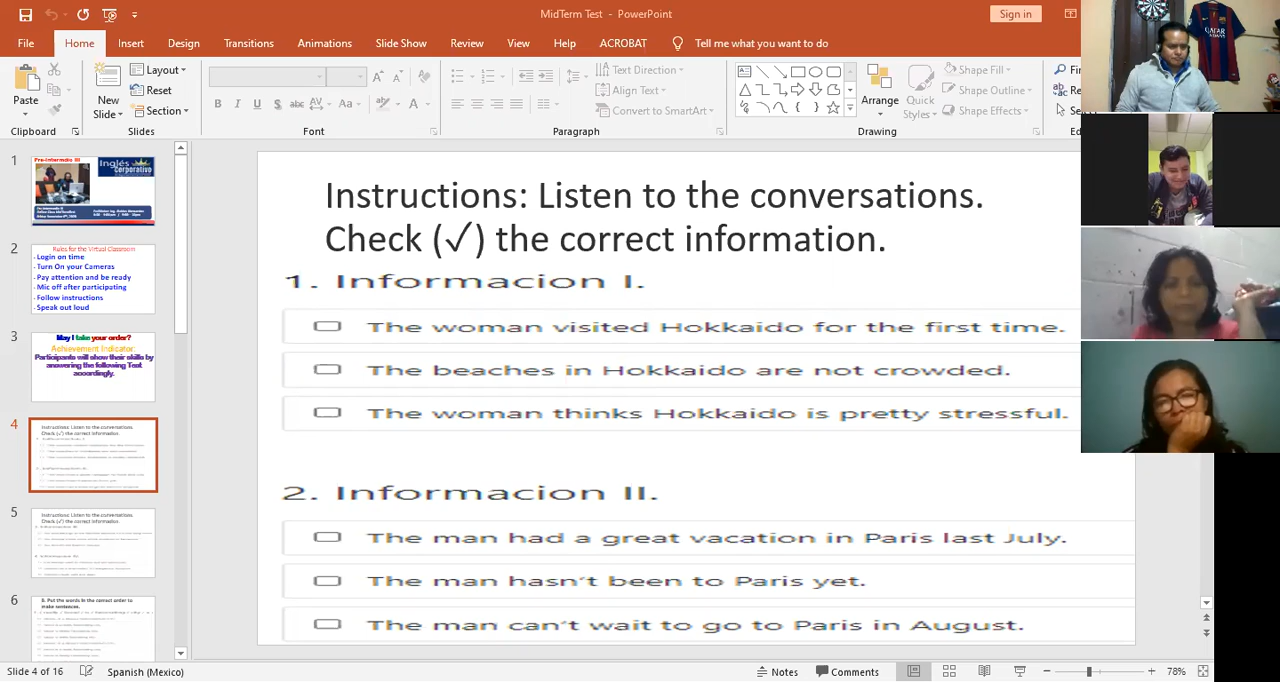 MidTerm Test - PowerPoint
Sign in
File Home Insert Design Transitions Animations Slide Show Review View Help ACROBAT Tell me what you want to do
Paste
New
Slide
Layout
Reset
Section
B I U S abc AV Aa A
Text Direction
Align Text
Convert to SmartArt
Arrange
Quick
Styles
Shape Fill
Shape Outline
Shape Effects
Clipboard Slides Font Paragraph Drawing
QATAR
1
Pre-Intermdio III
Inglés
Corporativo
2
Rules for the Virtual Classroom
- Login on time
- Turn On your Cameras
- Pay attention and be ready
- Mic off after participating
- Follow instructions
- Speak out loud
3
May I take your order?
Achievement Indicator:
Participants will show their skills by
answering the following Test
accordingly.
4
Instructions: Listen to the conversations.
Check (✓) the correct information.
5
Instructions: Listen to the conversations.
Check (✓) the correct information.
6
Put the words in the correct order to
make sentences.
Instructions: Listen to the conversations.
Check (✓) the correct information.
1. Informacion I.
The woman visited Hokkaido for the first time.
The beaches in Hokkaido are not crowded.
The woman thinks Hokkaido is pretty stressful.
2. Informacion II.
The man had a great vacation in Paris last July.
The man hasn't been to Paris yet.
The man can't wait to go to Paris in August.
Slide 4 of 16 Spanish (Mexico) Notes Comments 78%